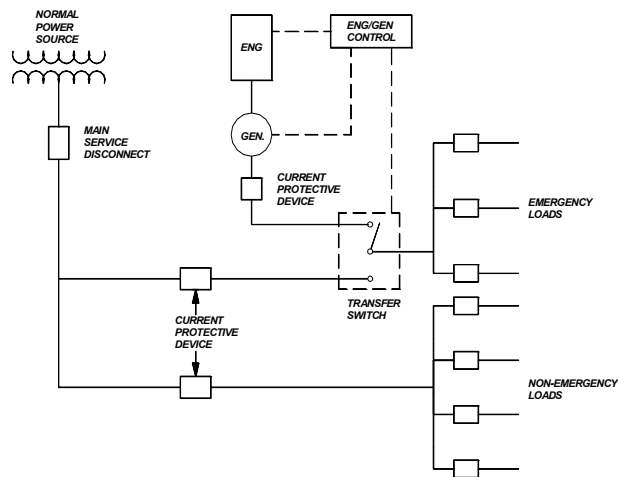 NORMAL
POWER
SOURCE
ENG
ENG/GEN
CONTROL
MAIN
SERVICE
DISCONNECT
GEN.
CURRENT
PROTECTIVE
DEVICE
EMERGENCY
LOADS
TRANSFER
SWITCH
CURRENT
PROTECTIVE
DEVICE
NON-EMERGENCY
LOADS